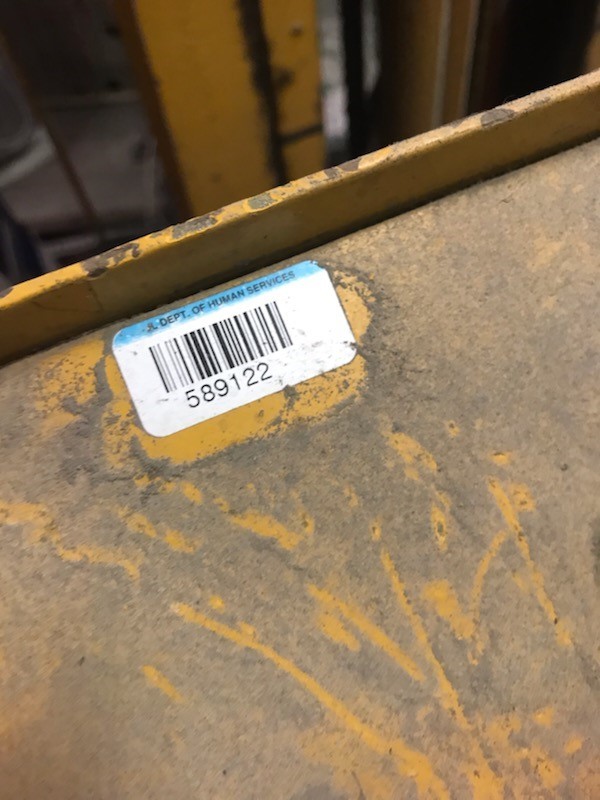 DEPT. OF HUMAN SERVICES
589122